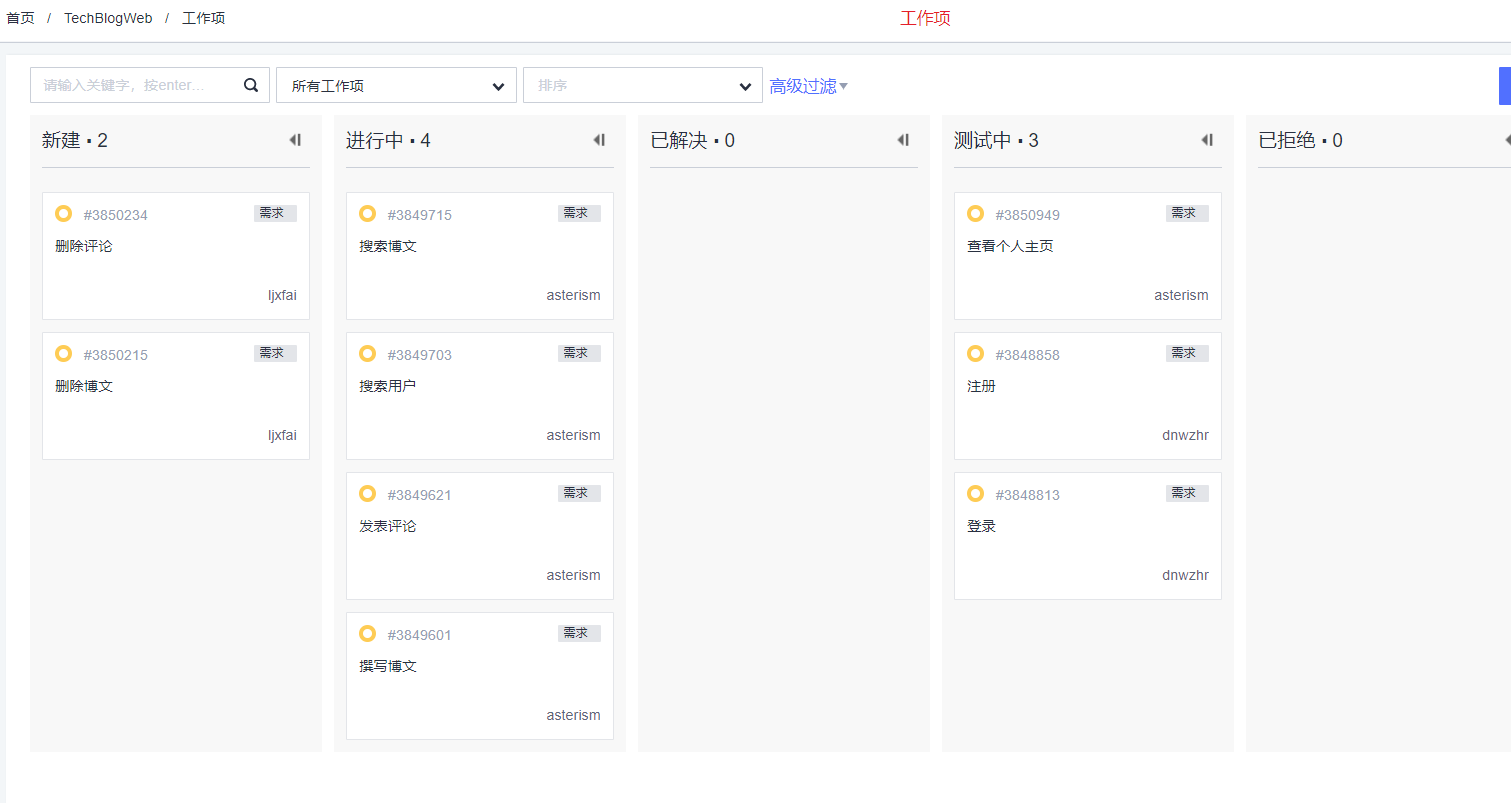 首页 / TechBlogWeb / 工作项
工作项
请输入关键字，按enter...
所有工作项
排序
高级过滤
新建 · 2
#3850234
需求
删除评论
ljxfai
#3850215
需求
删除博文
ljxfai
进行中 · 4
#3849715
需求
搜索博文
asterism
#3849703
需求
搜索用户
asterism
#3849621
需求
发表评论
asterism
#3849601
需求
撰写博文
asterism
已解决 · 0
测试中 · 3
#3850949
需求
查看个人主页
asterism
#3848858
需求
注册
dnwzhr
#3848813
需求
登录
dnwzhr
已拒绝 · 0